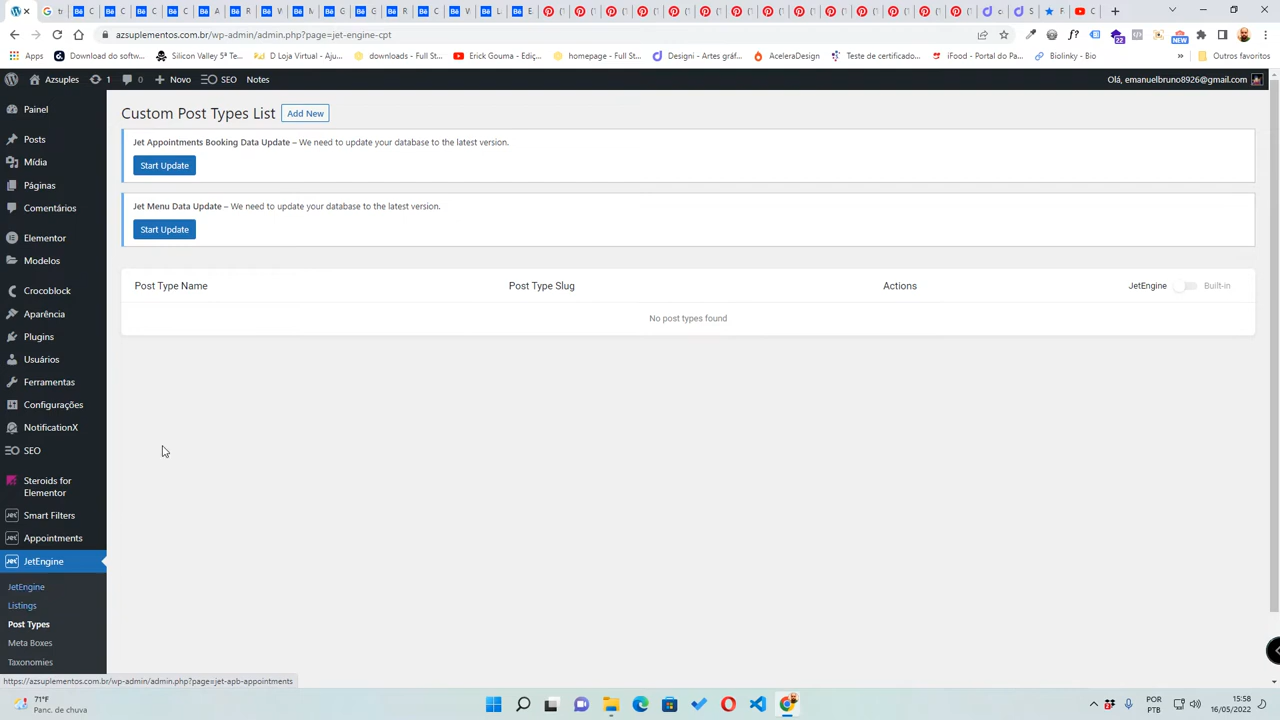 azsuplementos.com.br/wp-admin/admin.php?page=jet-engine-cpt
Apps
Download do softw...
Silicon Valley 5ª Te...
D Loja Virtual - Aju...
downloads – Full St...
Erick Gouma - Ediç...
homepage – Full St...
Designi - Artes gráf...
AceleraDesign
Teste de certificado...
iFood - Portal do Pa...
Biolinky - Bio
Outros favoritos
Azsuples
1
0
Novo
SEO
Notes
Olá, emanuelbruno8926@gmail.com
Painel
Posts
Mídia
Páginas
Comentários
Elementor
Modelos
Crocoblock
Aparência
Plugins
Usuários
Ferramentas
Configurações
NotificationX
SEO
Steroids for
Elementor
Smart Filters
Appointments
JetEngine
JetEngine
Listings
Post Types
Meta Boxes
Taxonomies
Custom Post Types List
Add New
Jet Appointments Booking Data Update – We need to update your database to the latest version.
Start Update
Jet Menu Data Update – We need to update your database to the latest version.
Start Update
Post Type Name
Post Type Slug
Actions
JetEngine
Built-in
No post types found
https://azsuplementos.com.br/wp-admin/admin.php?page=jet-apb-appointments
71°F
Panc. de chuva
POR
PTB
15:58
16/05/2022